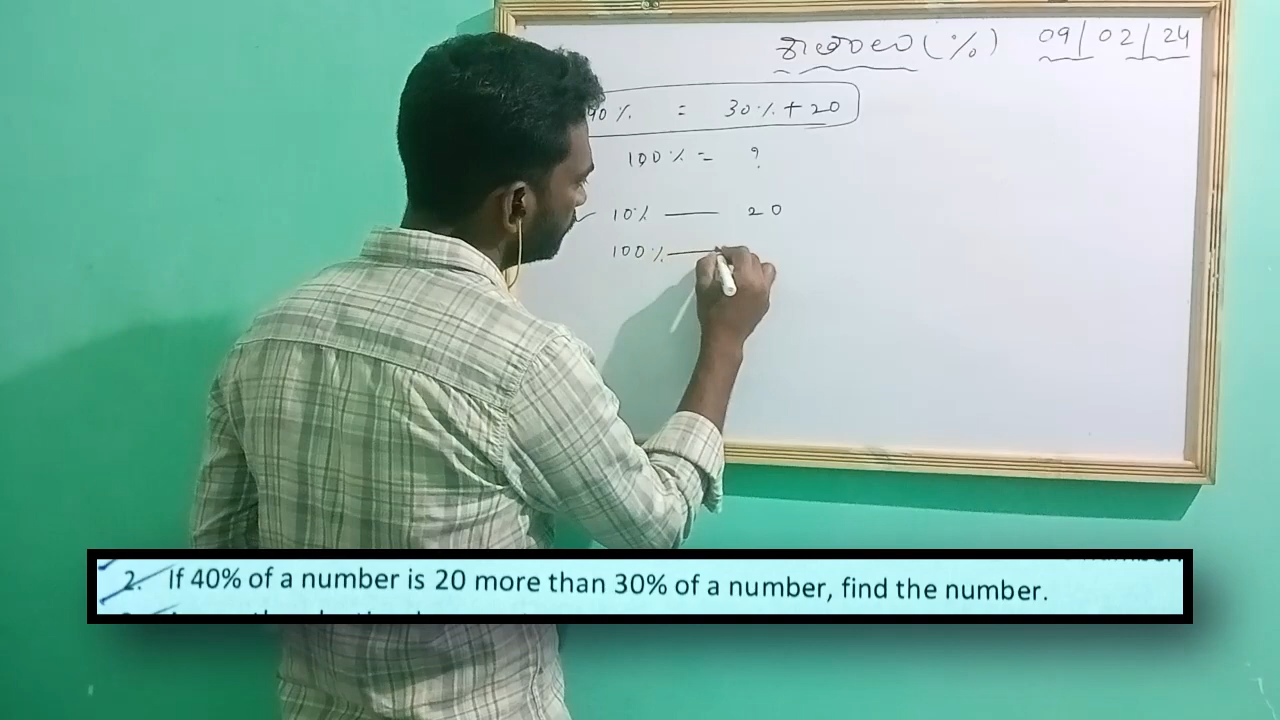 (%) 09/02/24
40% = 30% + 20
100% = ?
10% — 20
100% —
2. If 40% of a number is 20 more than 30% of a number, find the number.